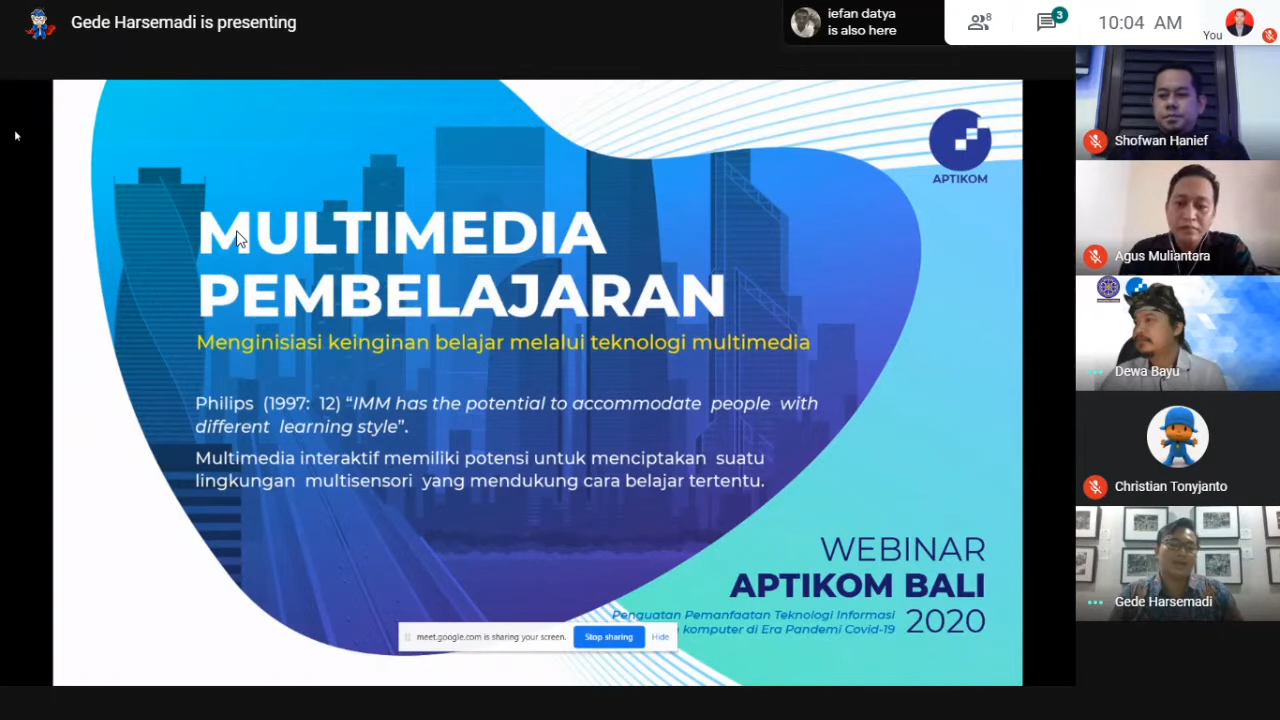 Gede Harsemadi is presenting
iefan datya
is also here
8
3
10:04 AM
You
APTIKOM
MULTIMEDIA
PEMBELAJARAN
Menginisiasi keinginan belajar melalui teknologi multimedia
Philips (1997: 12) “IMM has the potential to accommodate people with
different learning style”.
Multimedia interaktif memiliki potensi untuk menciptakan suatu
lingkungan multisensori yang mendukung cara belajar tertentu.
WEBINAR
APTIKOM BALI
2020
Penguatan Pemanfaatan Teknologi Informasi
komputer di Era Pandemi Covid-19
meet.google.com is sharing your screen.
Stop sharing
Hide
Shofwan Hanief
Agus Muliantara
Dewa Bayu
Christian Tonyjanto
Gede Harsemadi